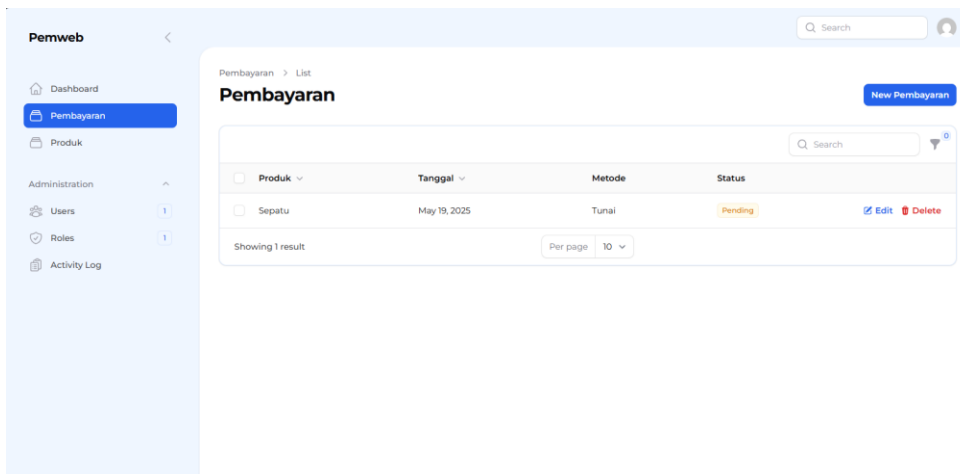 Pemweb
Search
Dashboard
Pembayaran
Produk
Administration
Users 1
Roles 1
Activity Log
Pembayaran > List
Pembayaran
New Pembayaran
Search
0
Produk Tanggal Metode Status
Sepatu May 19, 2025 Tunai Pending Edit Delete
Showing 1 result Per page 10